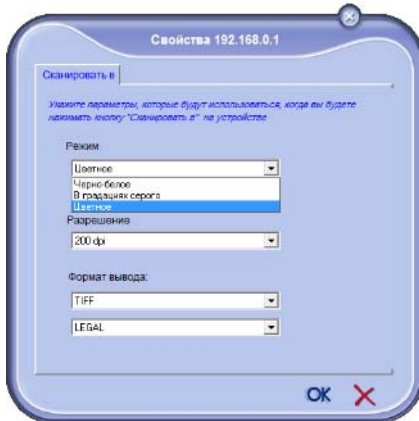 Свойства 192.168.0.1
Сканировать в
Укажите параметры, которые будут использоваться, когда вы будете
нажимать кнопку "Сканировать в" на устройстве
Режим
Цветное
Черно-белое
В градациях серого
Цветное
Разрешение
200 dpi
Формат вывода:
TIFF
LEGAL
OK